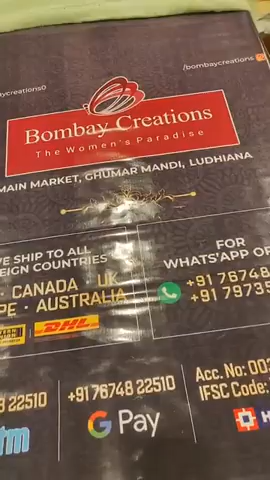 aycreations0
/bombaycreations
Bombay Creations
The Women's Paradise
MAIN MARKET, GHUMAR MANDI, LUDHIANA
WE SHIP TO ALL
EIGN COUNTRIES
CANADA · UK
PE · AUSTRALIA
DHL
FOR
WHATS'APP OR
+91 76748
+91 79735
22510
tm
+91 76748 22510
G Pay
Acc. No: 003
IFSC Code:
H